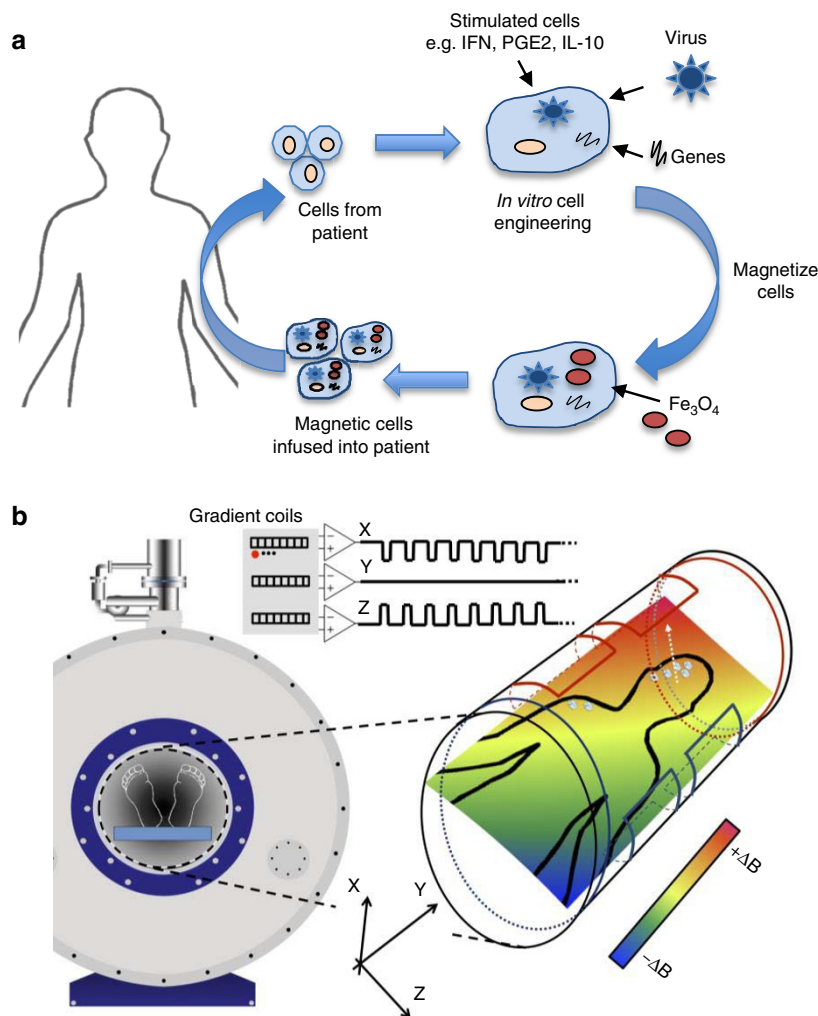 a
Stimulated cells
e.g. IFN, PGE2, IL-10
Virus
Genes
Cells from
patient
In vitro cell
engineering
Magnetize
cells
Fe₃O₄
Magnetic cells
infused into patient
b
Gradient coils
− + X
− + Y
− + Z
+ΔB
−ΔB
X
Y
Z